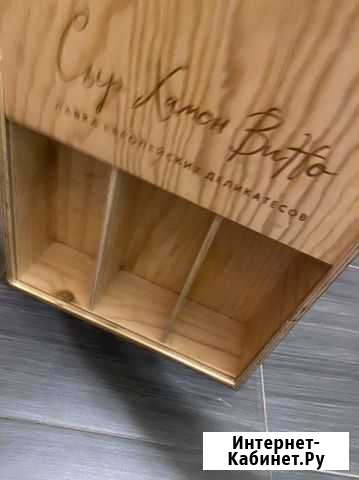 Сыр Хамон Вино
лавка европейских деликатесов
Интернет-
Кабинет.Ру